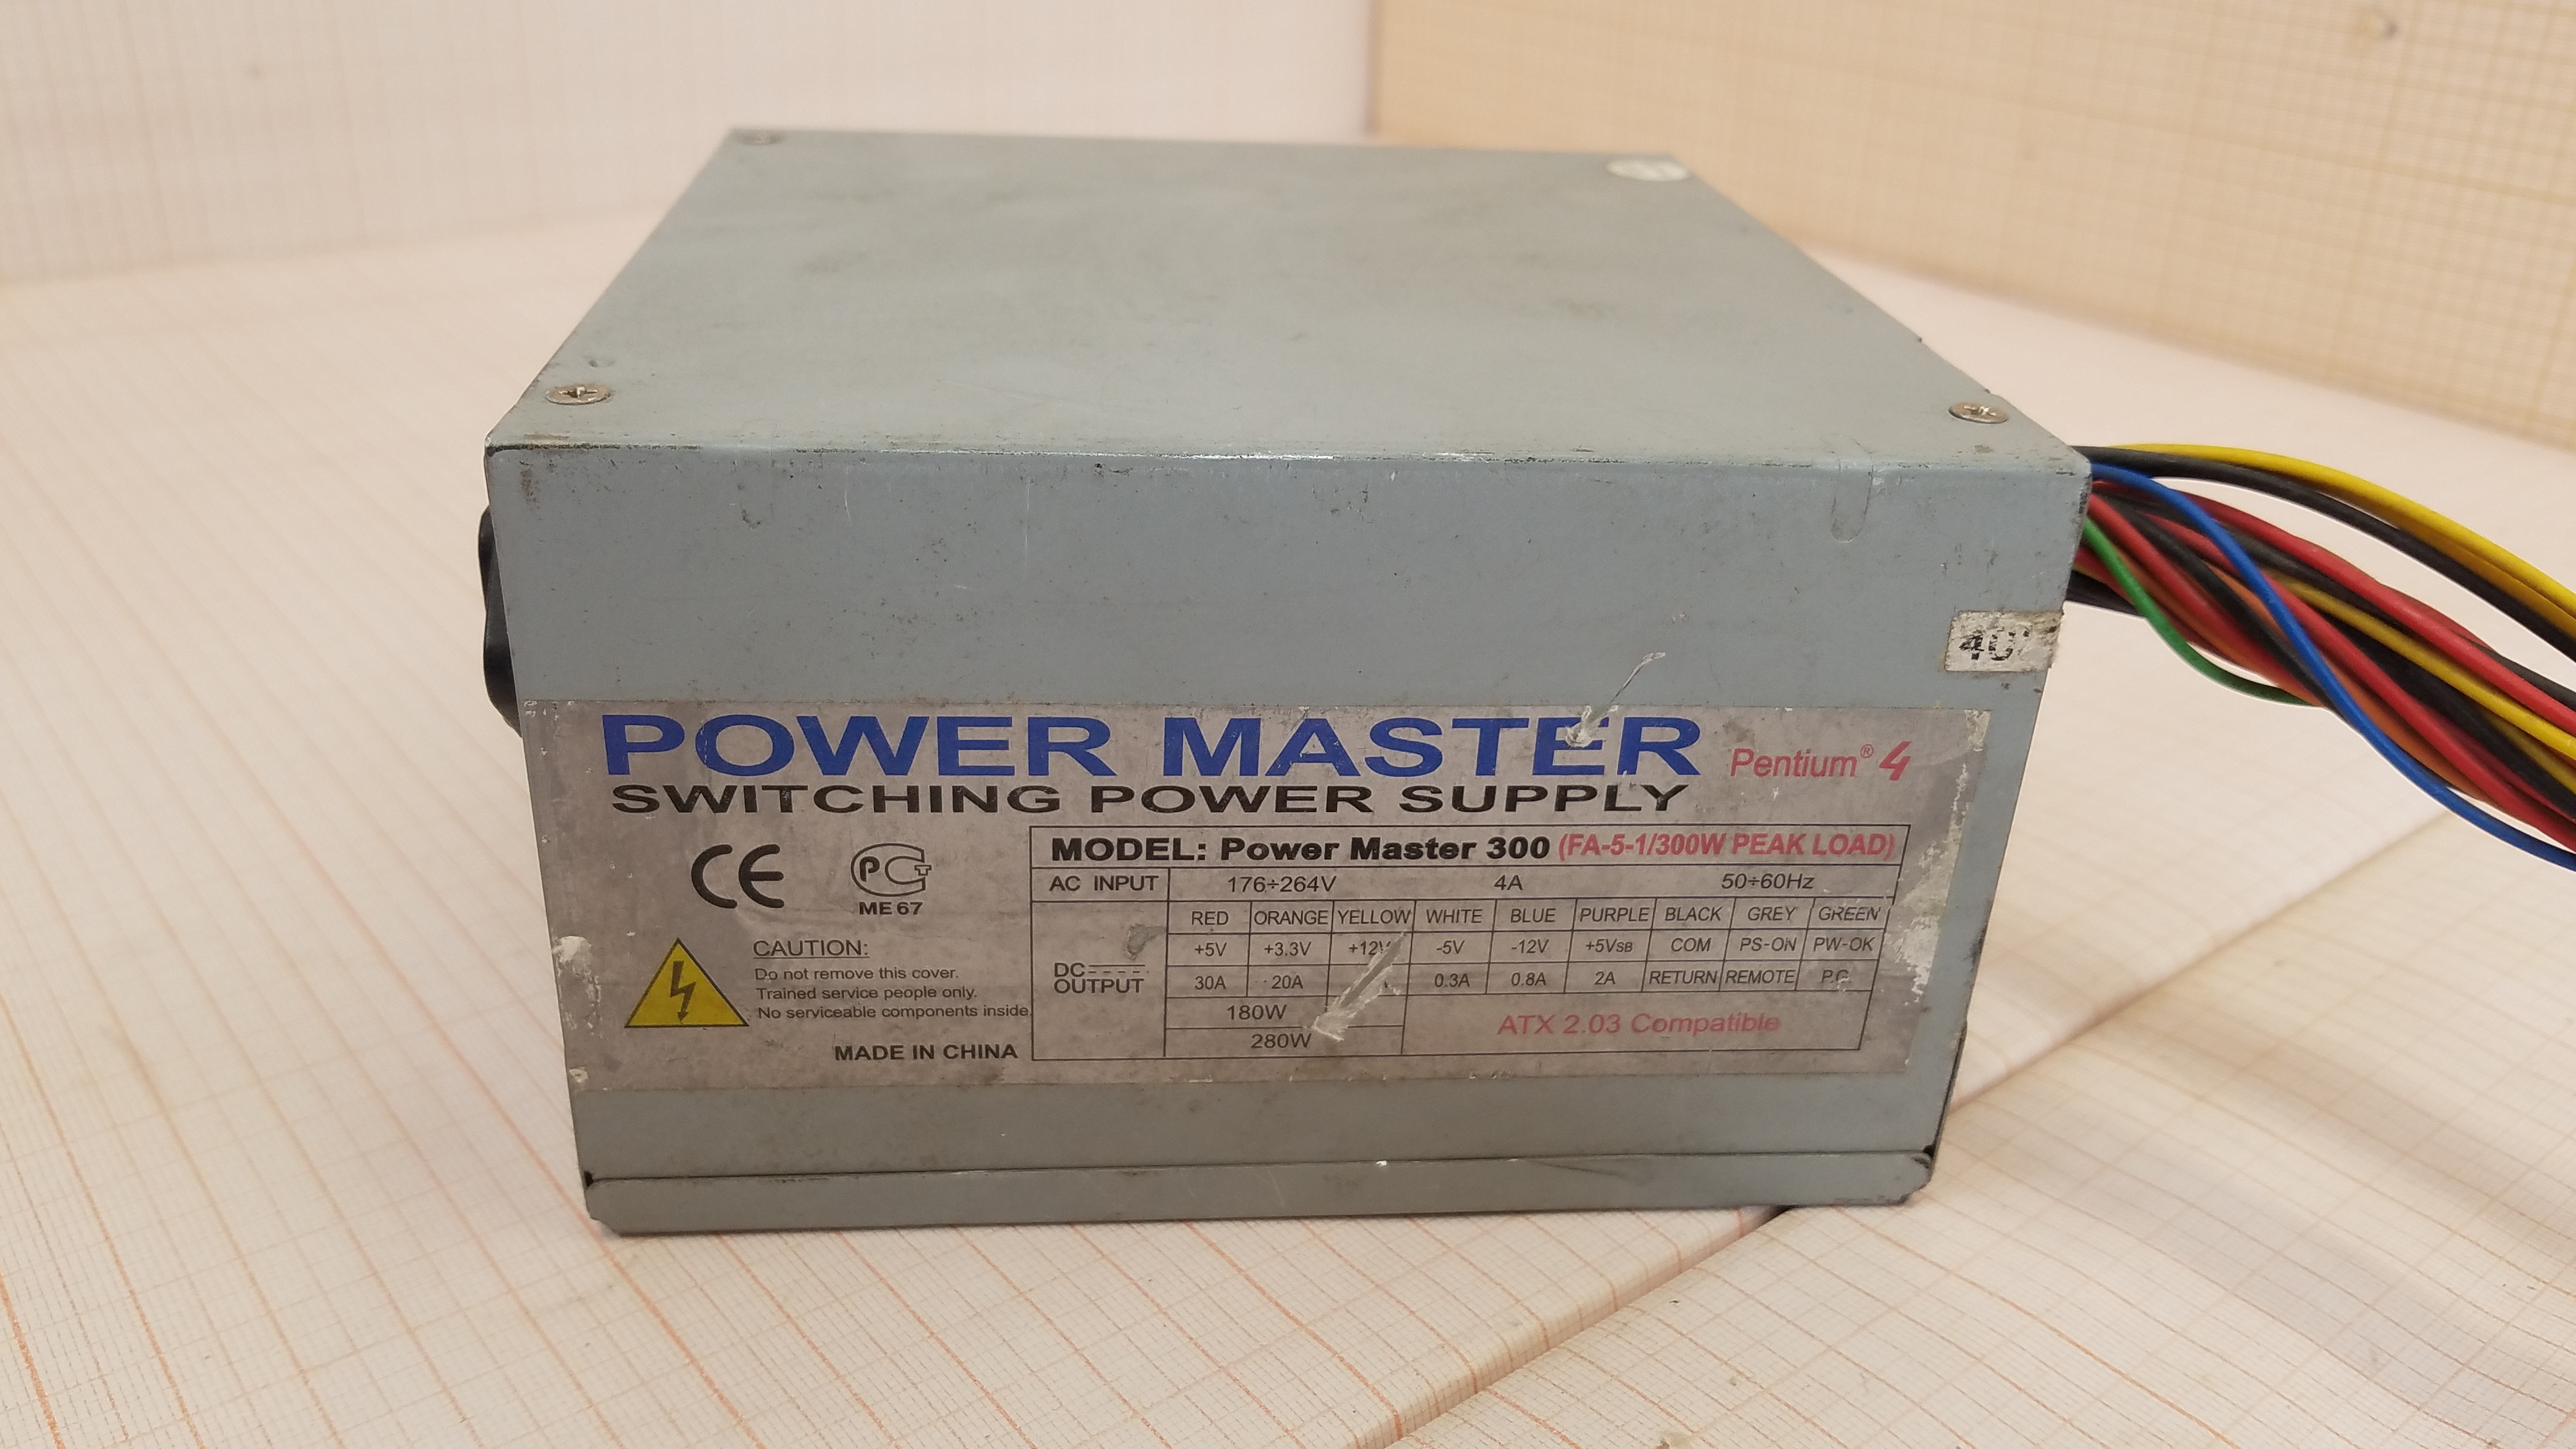 POWER MASTER Pentium® 4
SWITCHING POWER SUPPLY
CE PCT
ME 67
CAUTION:
Do not remove this cover.
Trained service people only.
No serviceable components inside
MADE IN CHINA
MODEL: Power Master 300 (FA-5-1/300W PEAK LOAD)
AC INPUT 176÷264V 4A 50÷60Hz
DC OUTPUT
RED ORANGE YELLOW WHITE BLUE PURPLE BLACK GREY GREEN
+5V +3.3V +12V -5V -12V +5VSB COM PS-ON PW-OK
30A 20A 0.3A 0.8A 2A RETURN REMOTE P.G.
180W
280W
ATX 2.03 Compatible